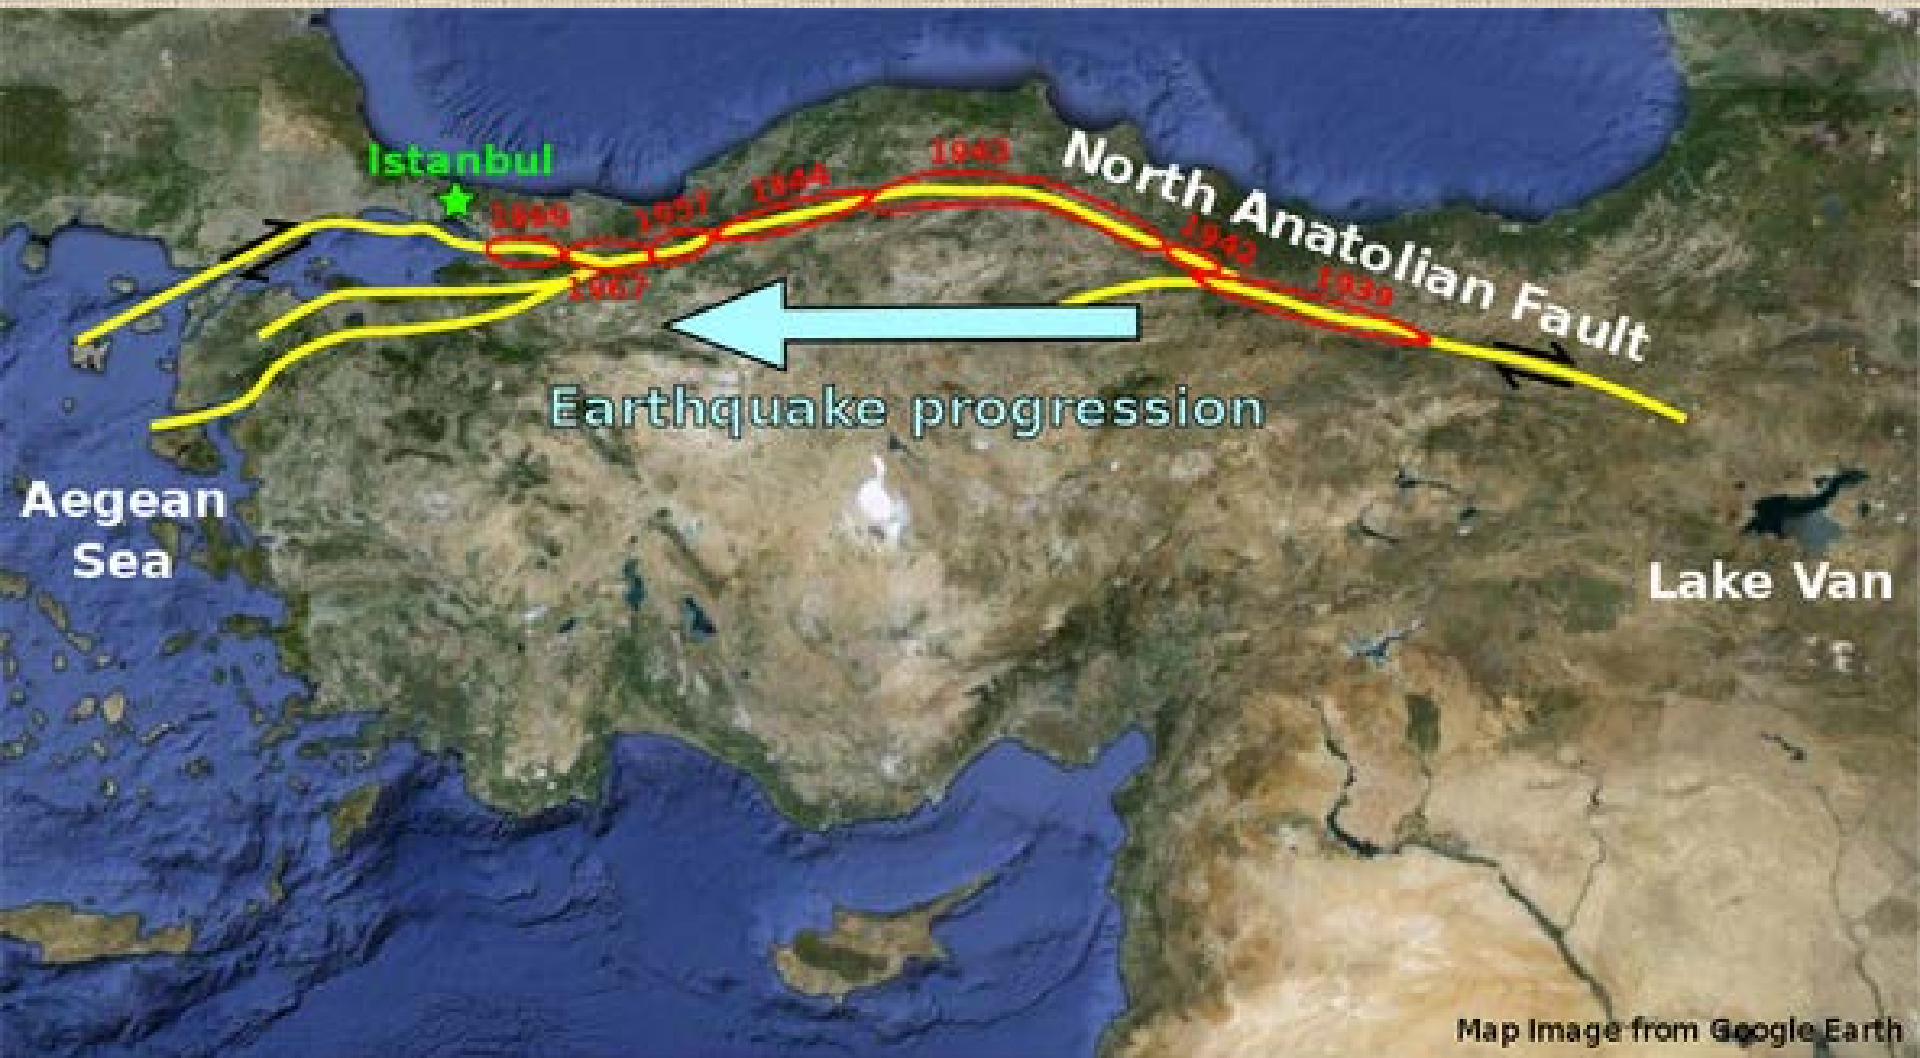 Istanbul
1943
1944
1957
1999
North Anatolian Fault
1942
1939
1967
Earthquake progression
Aegean
Sea
Lake Van
Map Image from Google Earth